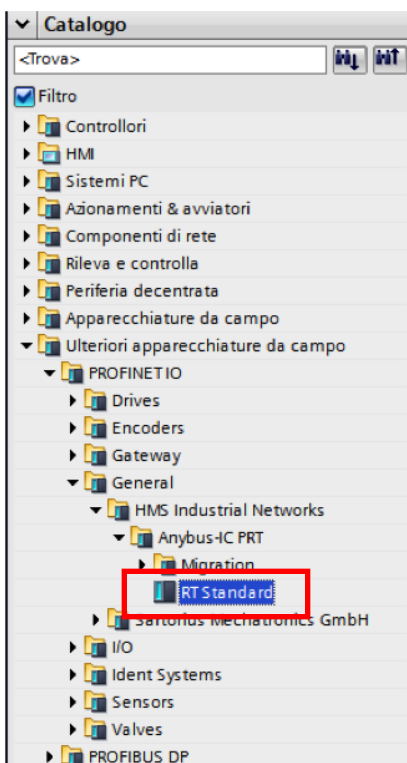 Catalogo
<Trova>
Filtro
Controllori
HMI
Sistemi PC
Azionamenti & avviatori
Componenti di rete
Rileva e controlla
Periferia decentrata
Apparecchiature da campo
Ulteriori apparecchiature da campo
PROFINET IO
Drives
Encoders
Gateway
General
HMS Industrial Networks
Anybus-IC PRT
Migration
RT Standard
Sartorius Mechatronics GmbH
I/O
Ident Systems
Sensors
Valves
PROFIBUS DP